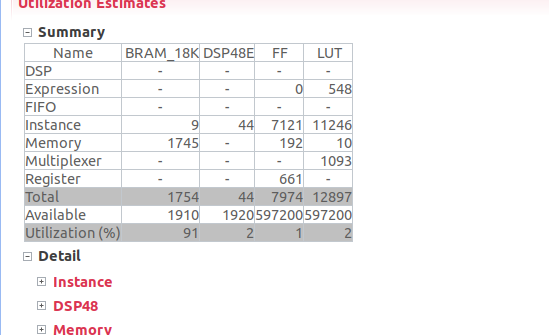 Utilization Estimates
Summary
Name BRAM_18K DSP48E FF LUT
DSP - - - -
Expression - - 0 548
FIFO - - - -
Instance 9 44 7121 11246
Memory 1745 - 192 10
Multiplexer - - - 1093
Register - - 661 -
Total 1754 44 7974 12897
Available 1910 1920 597200 597200
Utilization (%) 91 2 1 2
Detail
Instance
DSP48
Memory